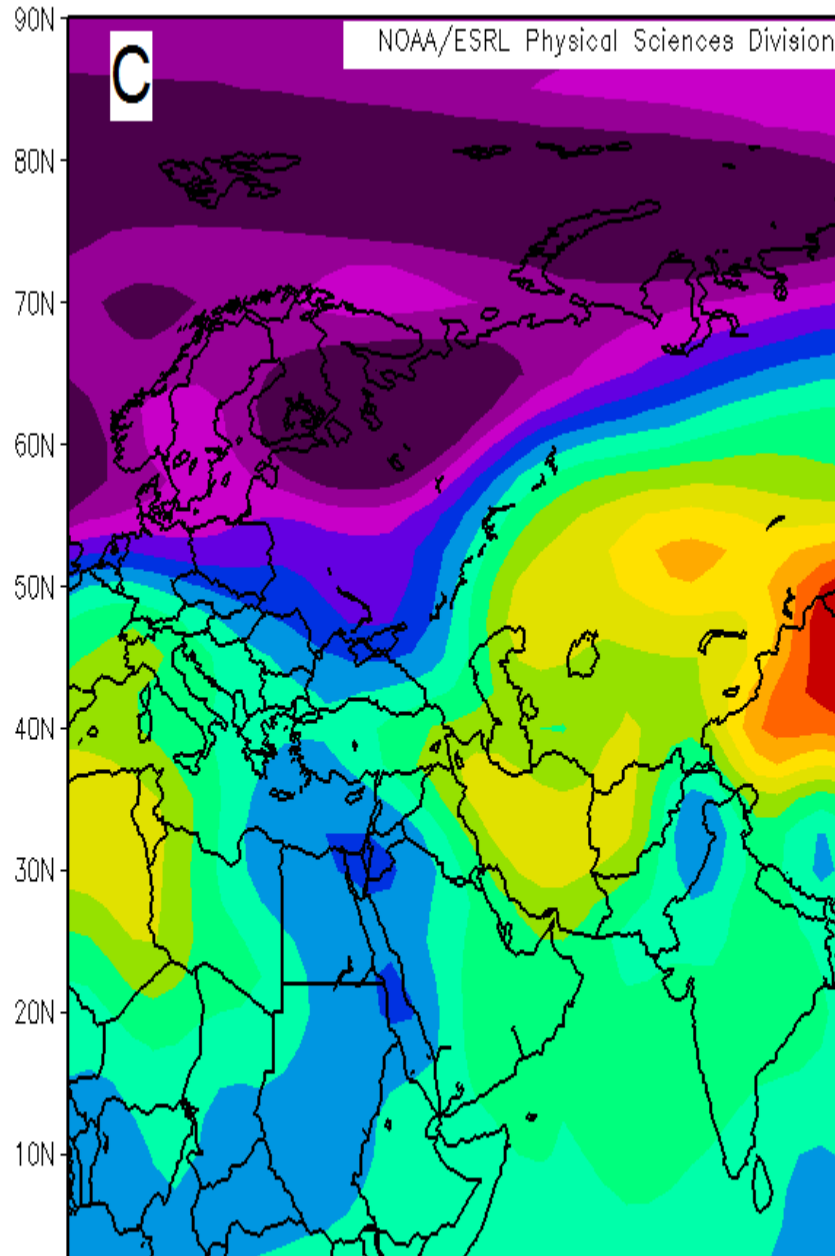 90N
NOAA/ESRL Physical Sciences Division
C
80N
70N
60N
50N
40N
30N
20N
10N